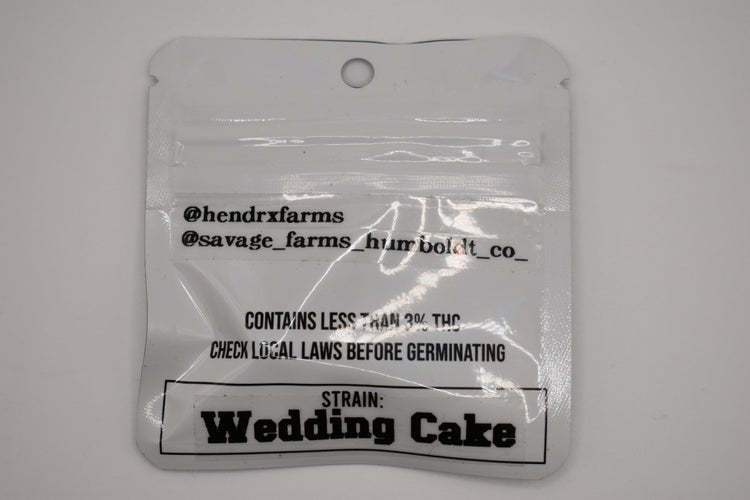 @hendrxfarms
@savage_farms_humboldt_co_
CONTAINS LESS THAN 3% THC
CHECK LOCAL LAWS BEFORE GERMINATING
STRAIN:
Wedding Cake